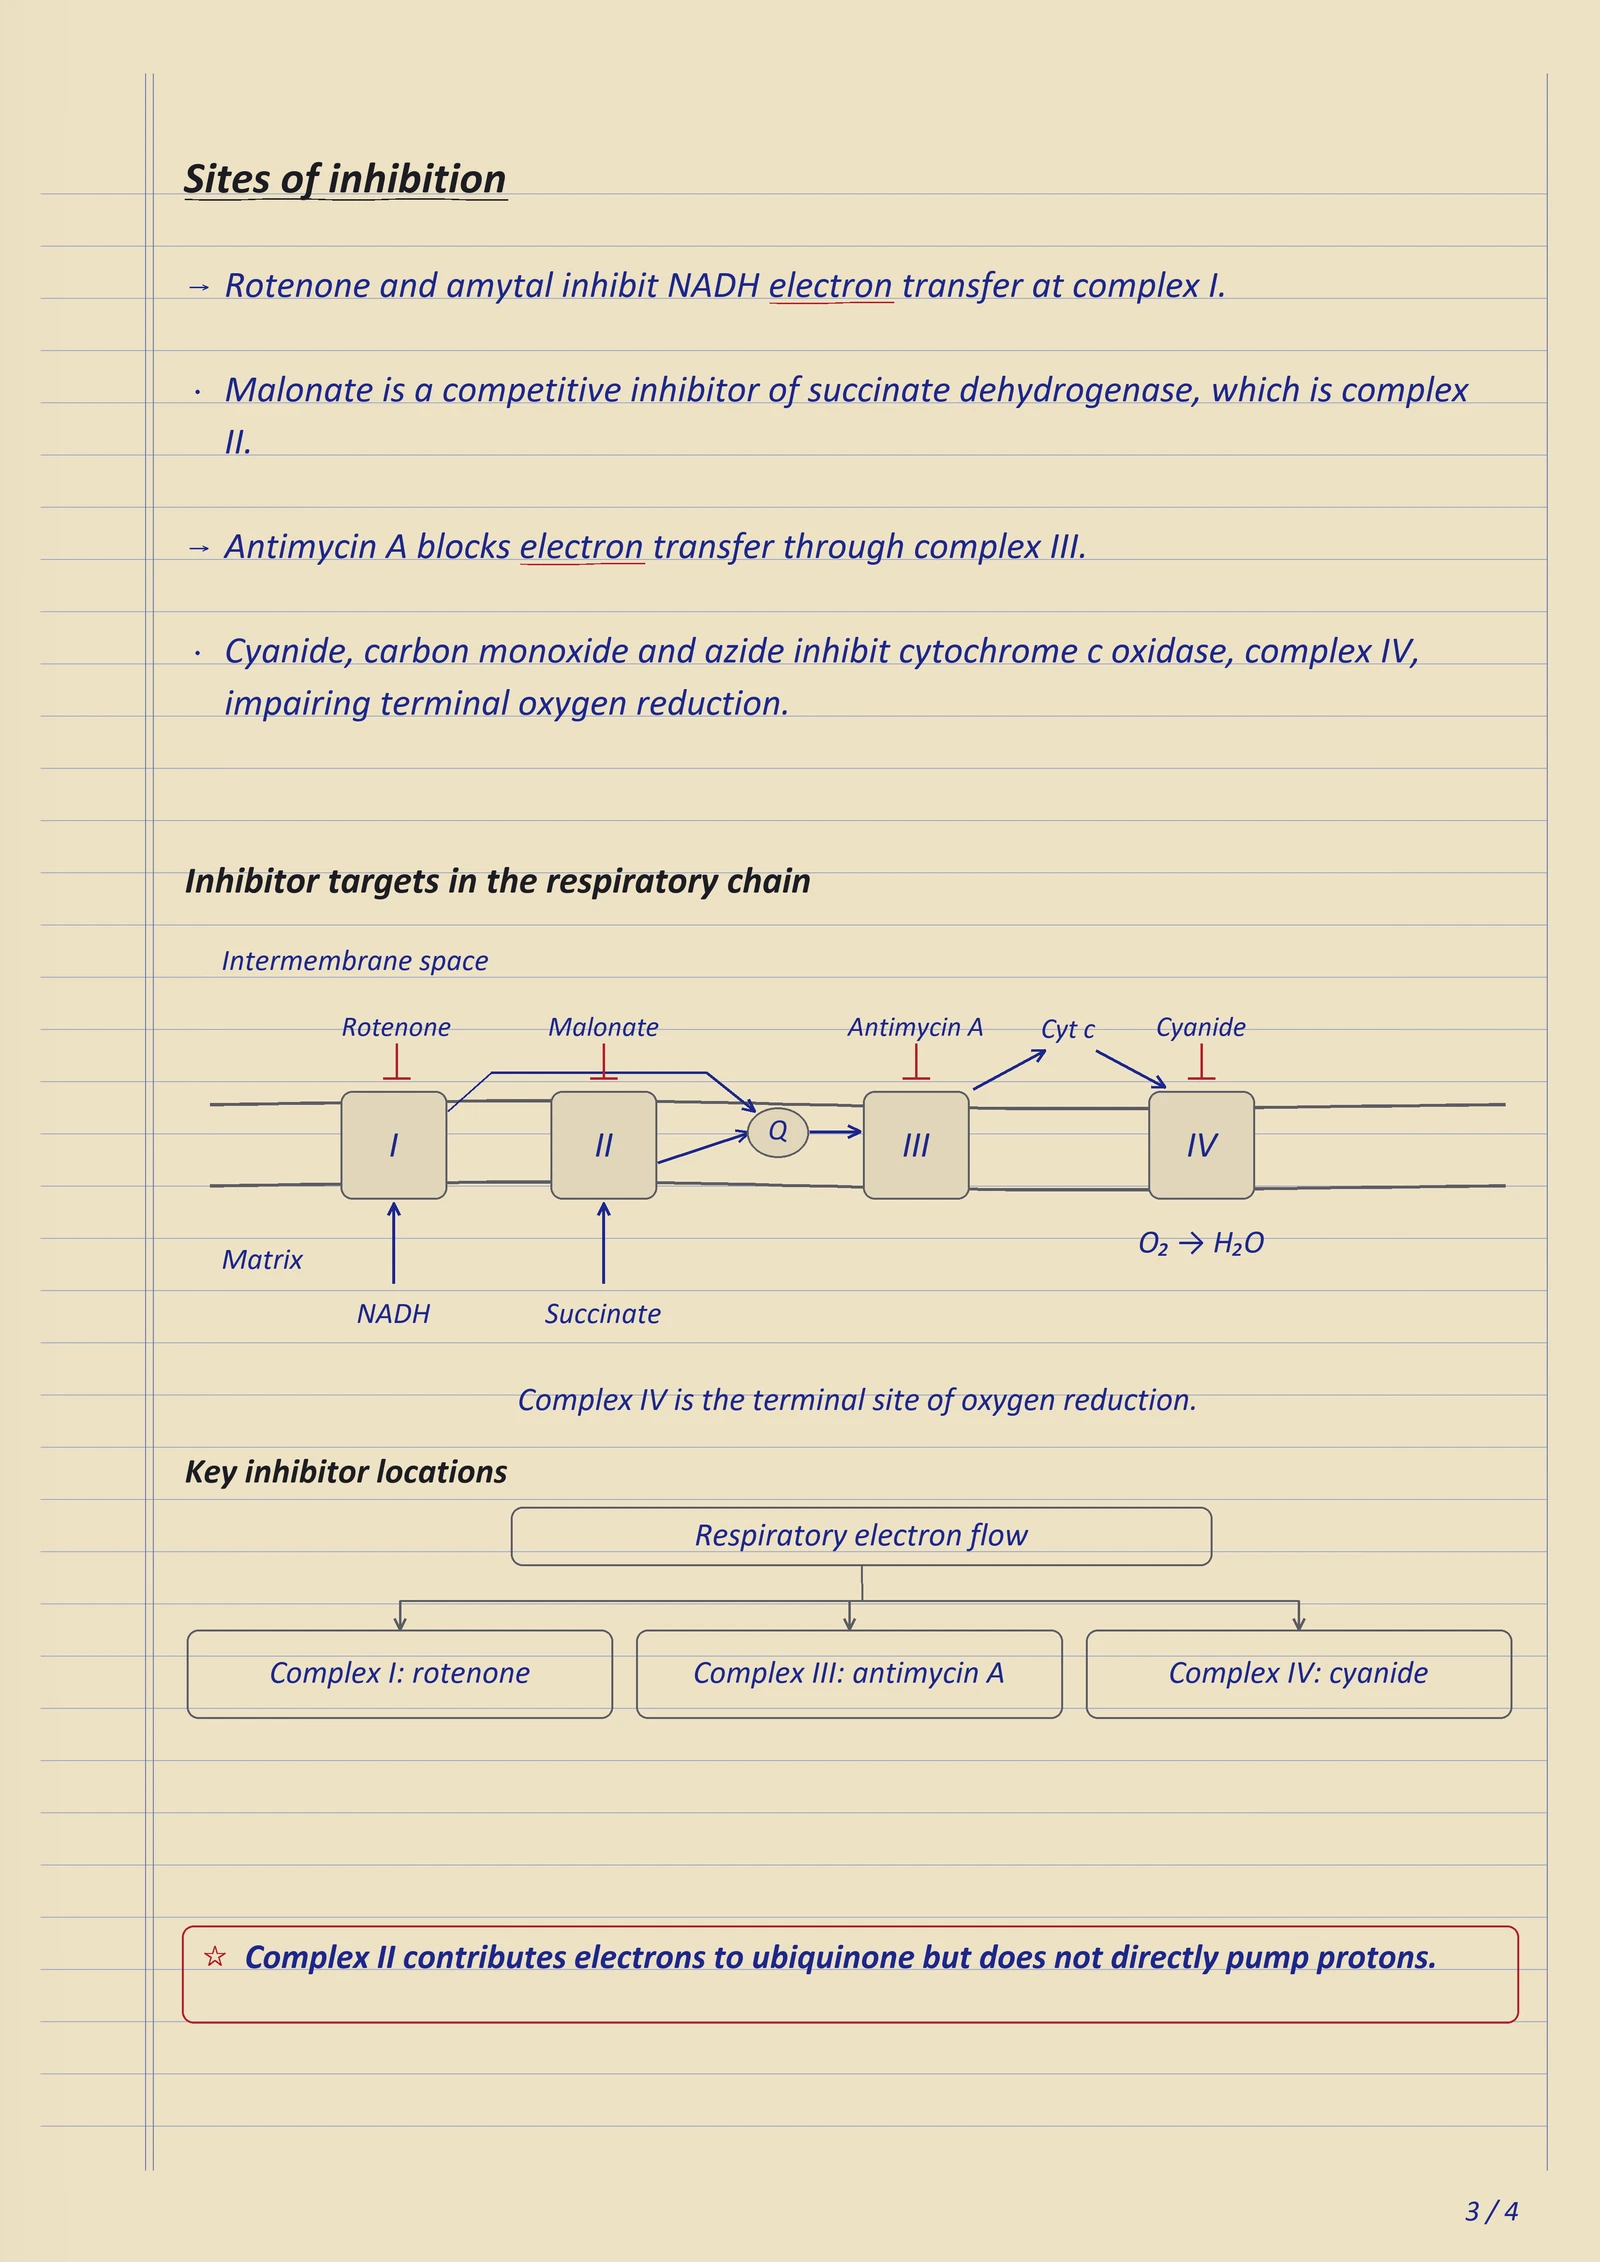 Sites of inhibition
→ Rotenone and amytal inhibit NADH electron transfer at complex I.
· Malonate is a competitive inhibitor of succinate dehydrogenase, which is complex
II.
→ Antimycin A blocks electron transfer through complex III.
· Cyanide, carbon monoxide and azide inhibit cytochrome c oxidase, complex IV,
impairing terminal oxygen reduction.
Inhibitor targets in the respiratory chain
Intermembrane space
Rotenone Malonate Antimycin A Cyt c Cyanide
I II Q III IV
O₂ → H₂O
Matrix
NADH Succinate
Complex IV is the terminal site of oxygen reduction.
Key inhibitor locations
Respiratory electron flow
Complex I: rotenone Complex III: antimycin A Complex IV: cyanide
☆ Complex II contributes electrons to ubiquinone but does not directly pump protons.
3 / 4